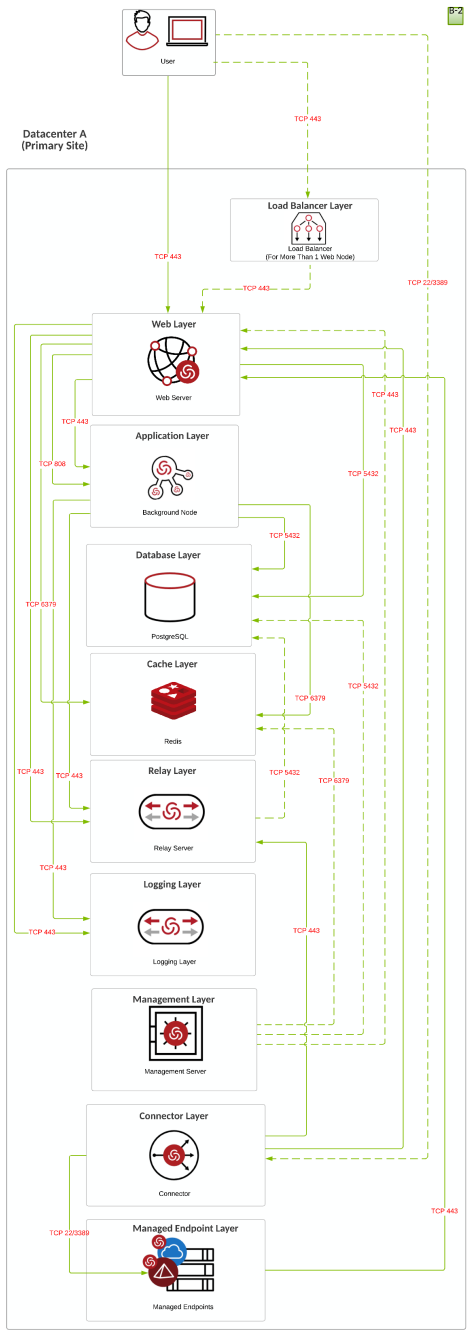 B-2
User
TCP 443
Datacenter A
(Primary Site)
Load Balancer Layer
Load Balancer
(For More Than 1 Web Node)
TCP 443
TCP 22/3389
TCP 443
Web Layer
Web Server
TCP 443
TCP 443
TCP 443
Application Layer
TCP 808
TCP 5432
Background Node
TCP 5432
Database Layer
TCP 6379
PostgreSQL
Cache Layer
TCP 5432
TCP 6379
Redis
Relay Layer
TCP 443
TCP 443
TCP 5432
TCP 6379
Relay Server
TCP 443
Logging Layer
TCP 443
TCP 443
Logging Layer
Management Layer
Management Server
Connector Layer
Connector
TCP 443
Managed Endpoint Layer
TCP 22/3389
Managed Endpoints